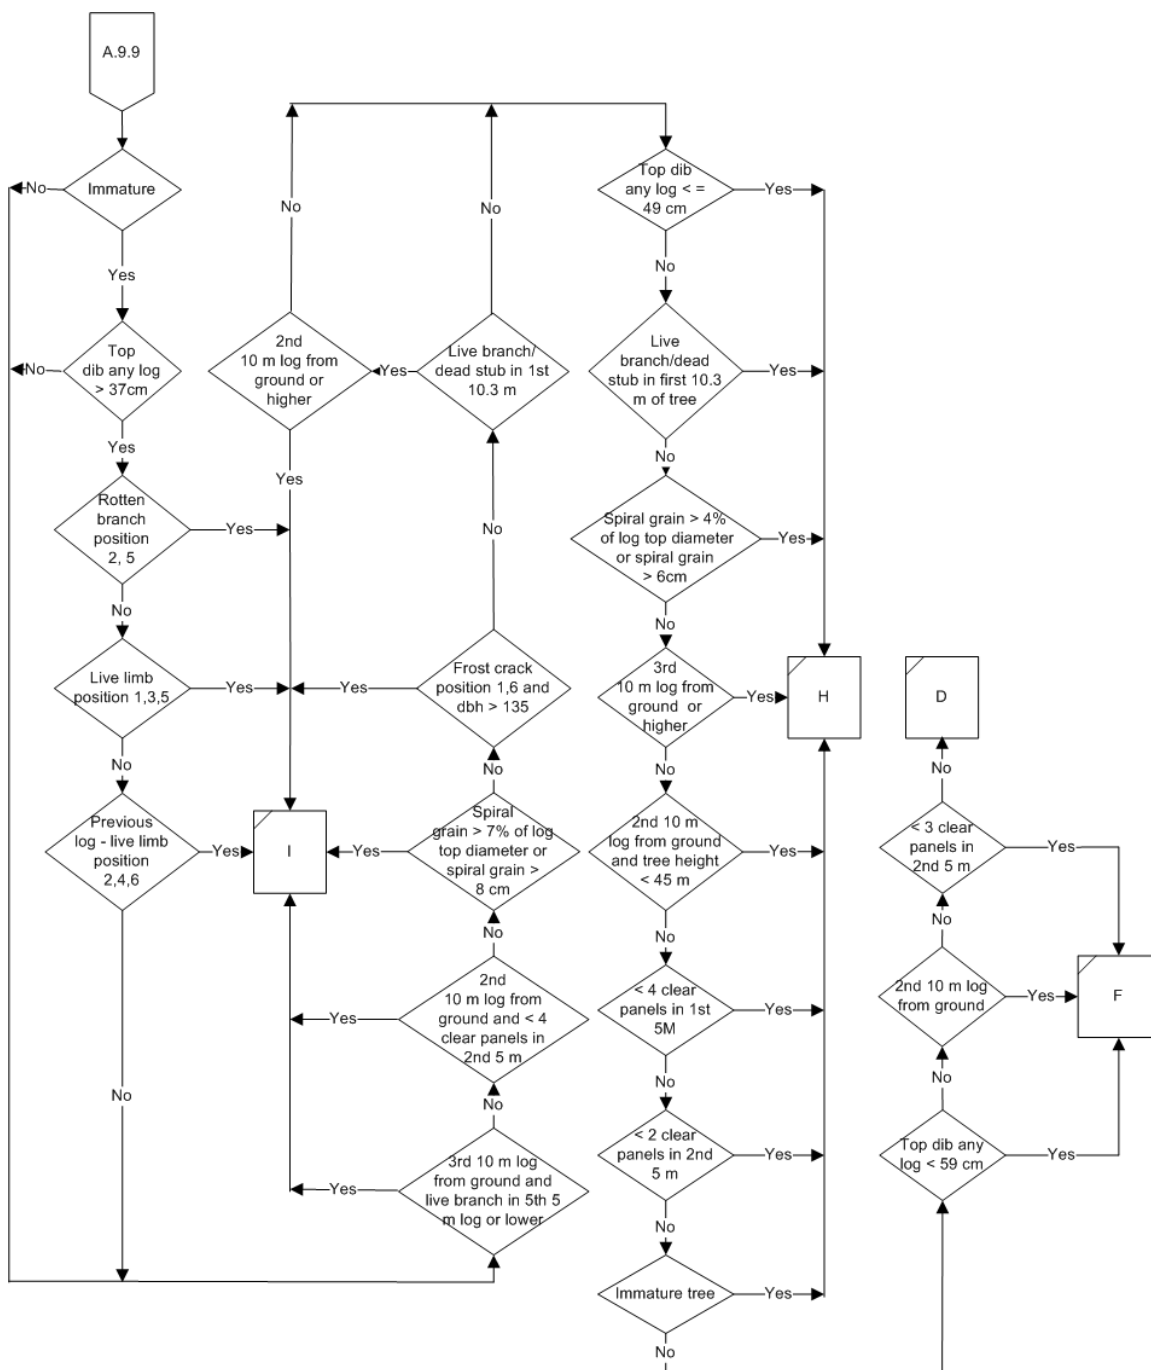 A.9.9
Immature
No
Yes
Top
dib any log
> 37cm
No
Yes
Rotten
branch
position
2, 5
Yes
No
Live limb
position 1,3,5
Yes
No
Previous
log - live limb
position
2,4,6
Yes
No
I
3rd 10 m log
from ground and
live branch in 5th 5
m log or lower
Yes
No
2nd
10 m log from
ground and < 4
clear panels in
2nd 5 m
Yes
No
Spiral
grain > 7% of log
top diameter or
spiral grain >
8 cm
Yes
No
Frost crack
position 1,6 and
dbh > 135
Yes
No
Live branch/
dead stub in 1st
10.3 m
Yes
No
2nd
10 m log from
ground or
higher
No
Yes
Top dib
any log < =
49 cm
Yes
No
Live
branch/dead
stub in first 10.3
m of tree
Yes
No
Spiral grain > 4%
of log top diameter
or spiral grain
> 6cm
Yes
No
3rd
10 m log from
ground or
higher
Yes
No
H
2nd 10 m
log from ground
and tree height
< 45 m
Yes
No
< 4 clear
panels in 1st
5M
Yes
No
< 2 clear
panels in 2nd
5 m
Yes
No
Immature tree
Yes
No
Top dib any
log < 59 cm
Yes
No
2nd 10 m log
from ground
Yes
No
< 3 clear
panels in
2nd 5 m
Yes
No
D
F